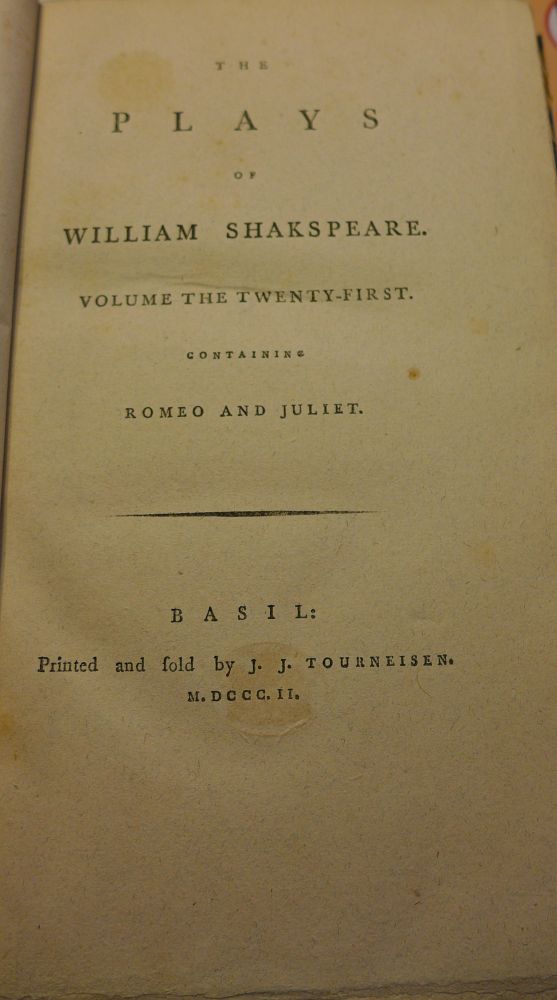 THE
PLAYS
OF
WILLIAM SHAKSPEARE.
VOLUME THE TWENTY-FIRST.
CONTAINING
ROMEO AND JULIET.
BASIL:
Printed and ſold by J. J. TOURNEISEN.
M.DCCC.II.